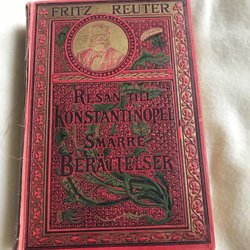 FRITZ REUTER
RESAN TILL
KONSTANTINOPEL
SMÄRRE
BERÄTTELSER